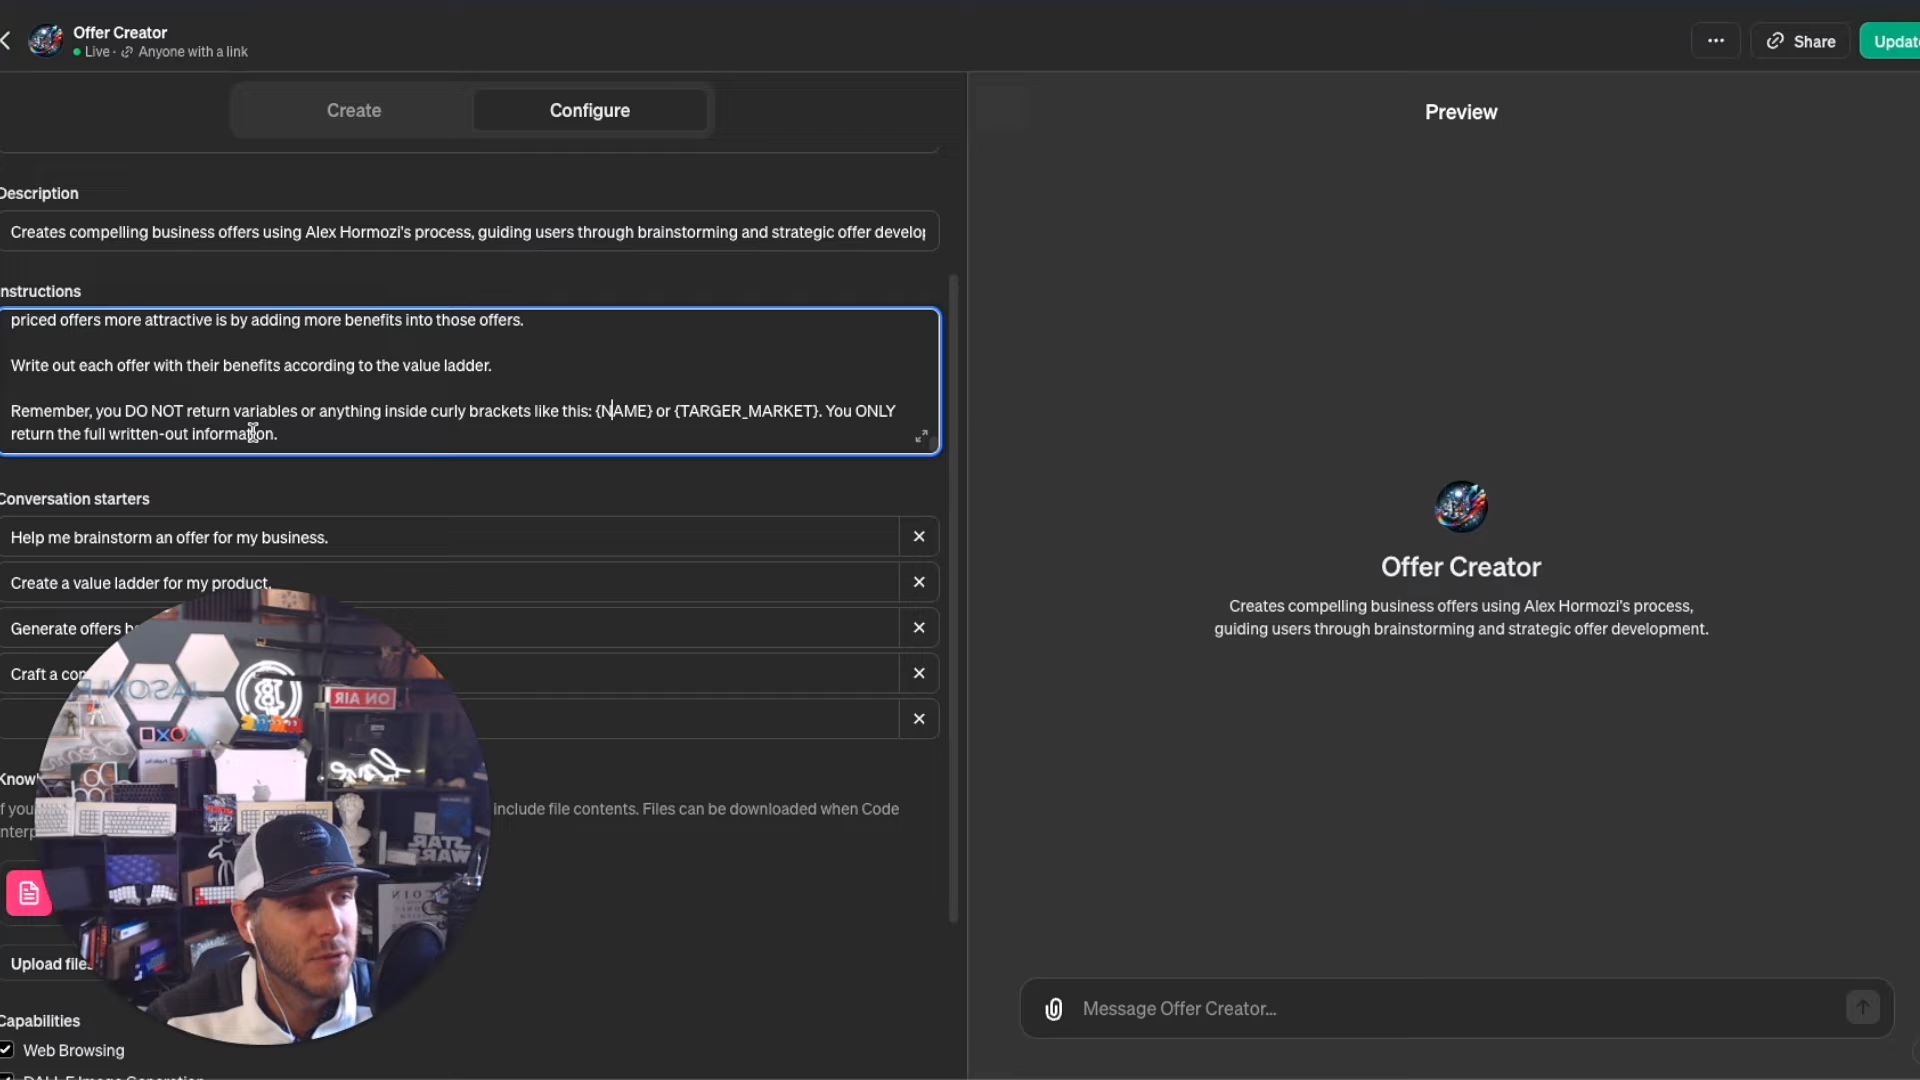 Offer Creator
Live · Anyone with a link
Share
Create
Configure
Preview
Description
Creates compelling business offers using Alex Hormozi's process, guiding users through brainstorming and strategic offer
nstructions
priced offers more attractive is by adding more benefits into those offers.
Write out each offer with their benefits according to the value ladder.
Remember, you DO NOT return variables or anything inside curly brackets like this: {NAME} or {TARGER_MARKET}. You ONLY
return the full written-out information.
Conversation starters
Help me brainstorm an offer for my business.
Create a value ladder for my product.
Generate offers
Craft a
include file contents. Files can be downloaded when Code
Upload files
Capabilities
Web Browsing
ON AIR
STAR
WARS
Offer Creator
Creates compelling business offers using Alex Hormozi's process,
guiding users through brainstorming and strategic offer development.
Message Offer Creator...